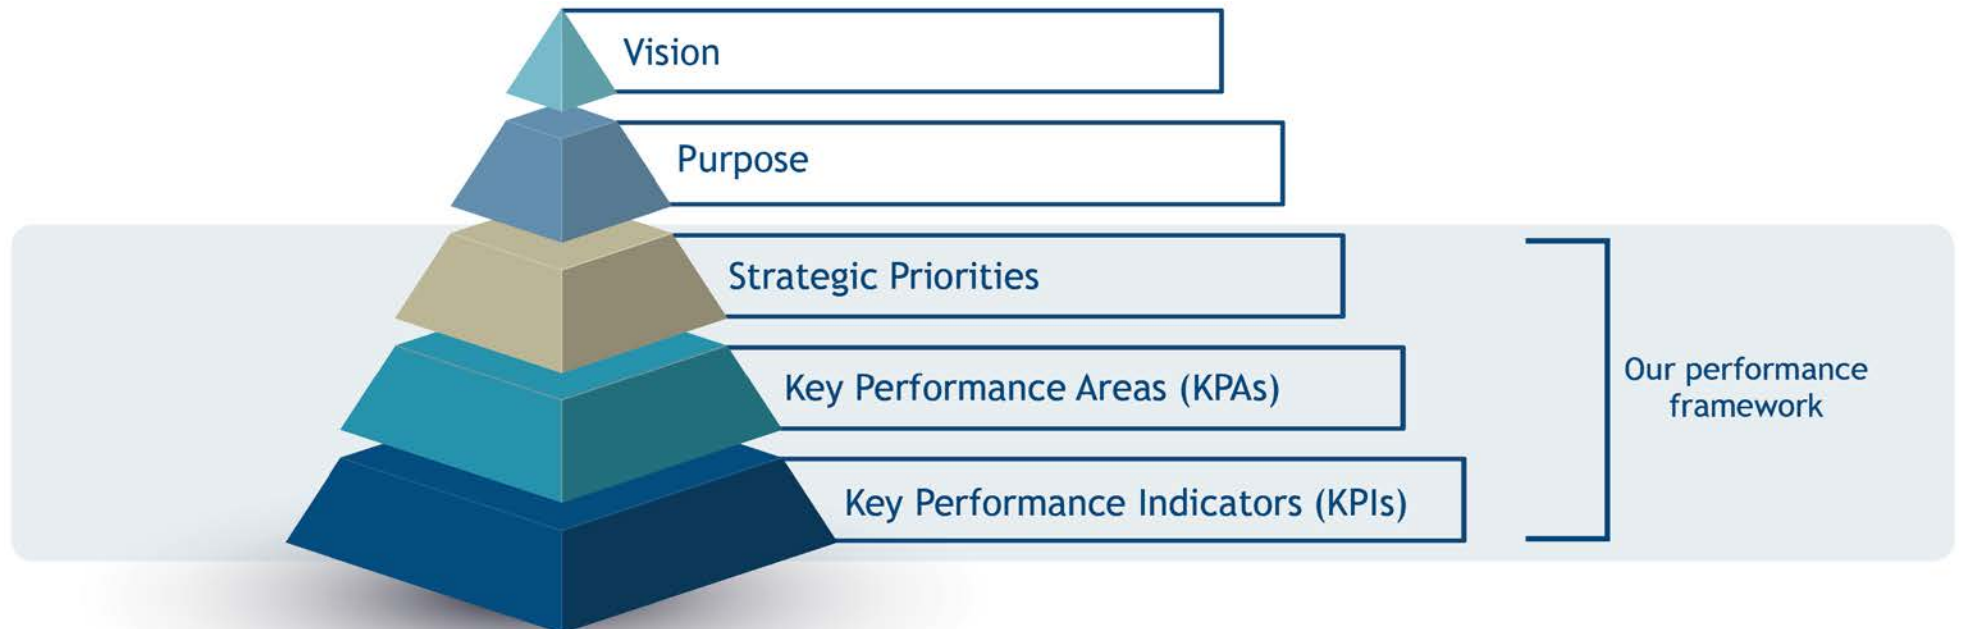 Vision
Purpose
Strategic Priorities
Key Performance Areas (KPAs)
Key Performance Indicators (KPIs)
Our performance
framework